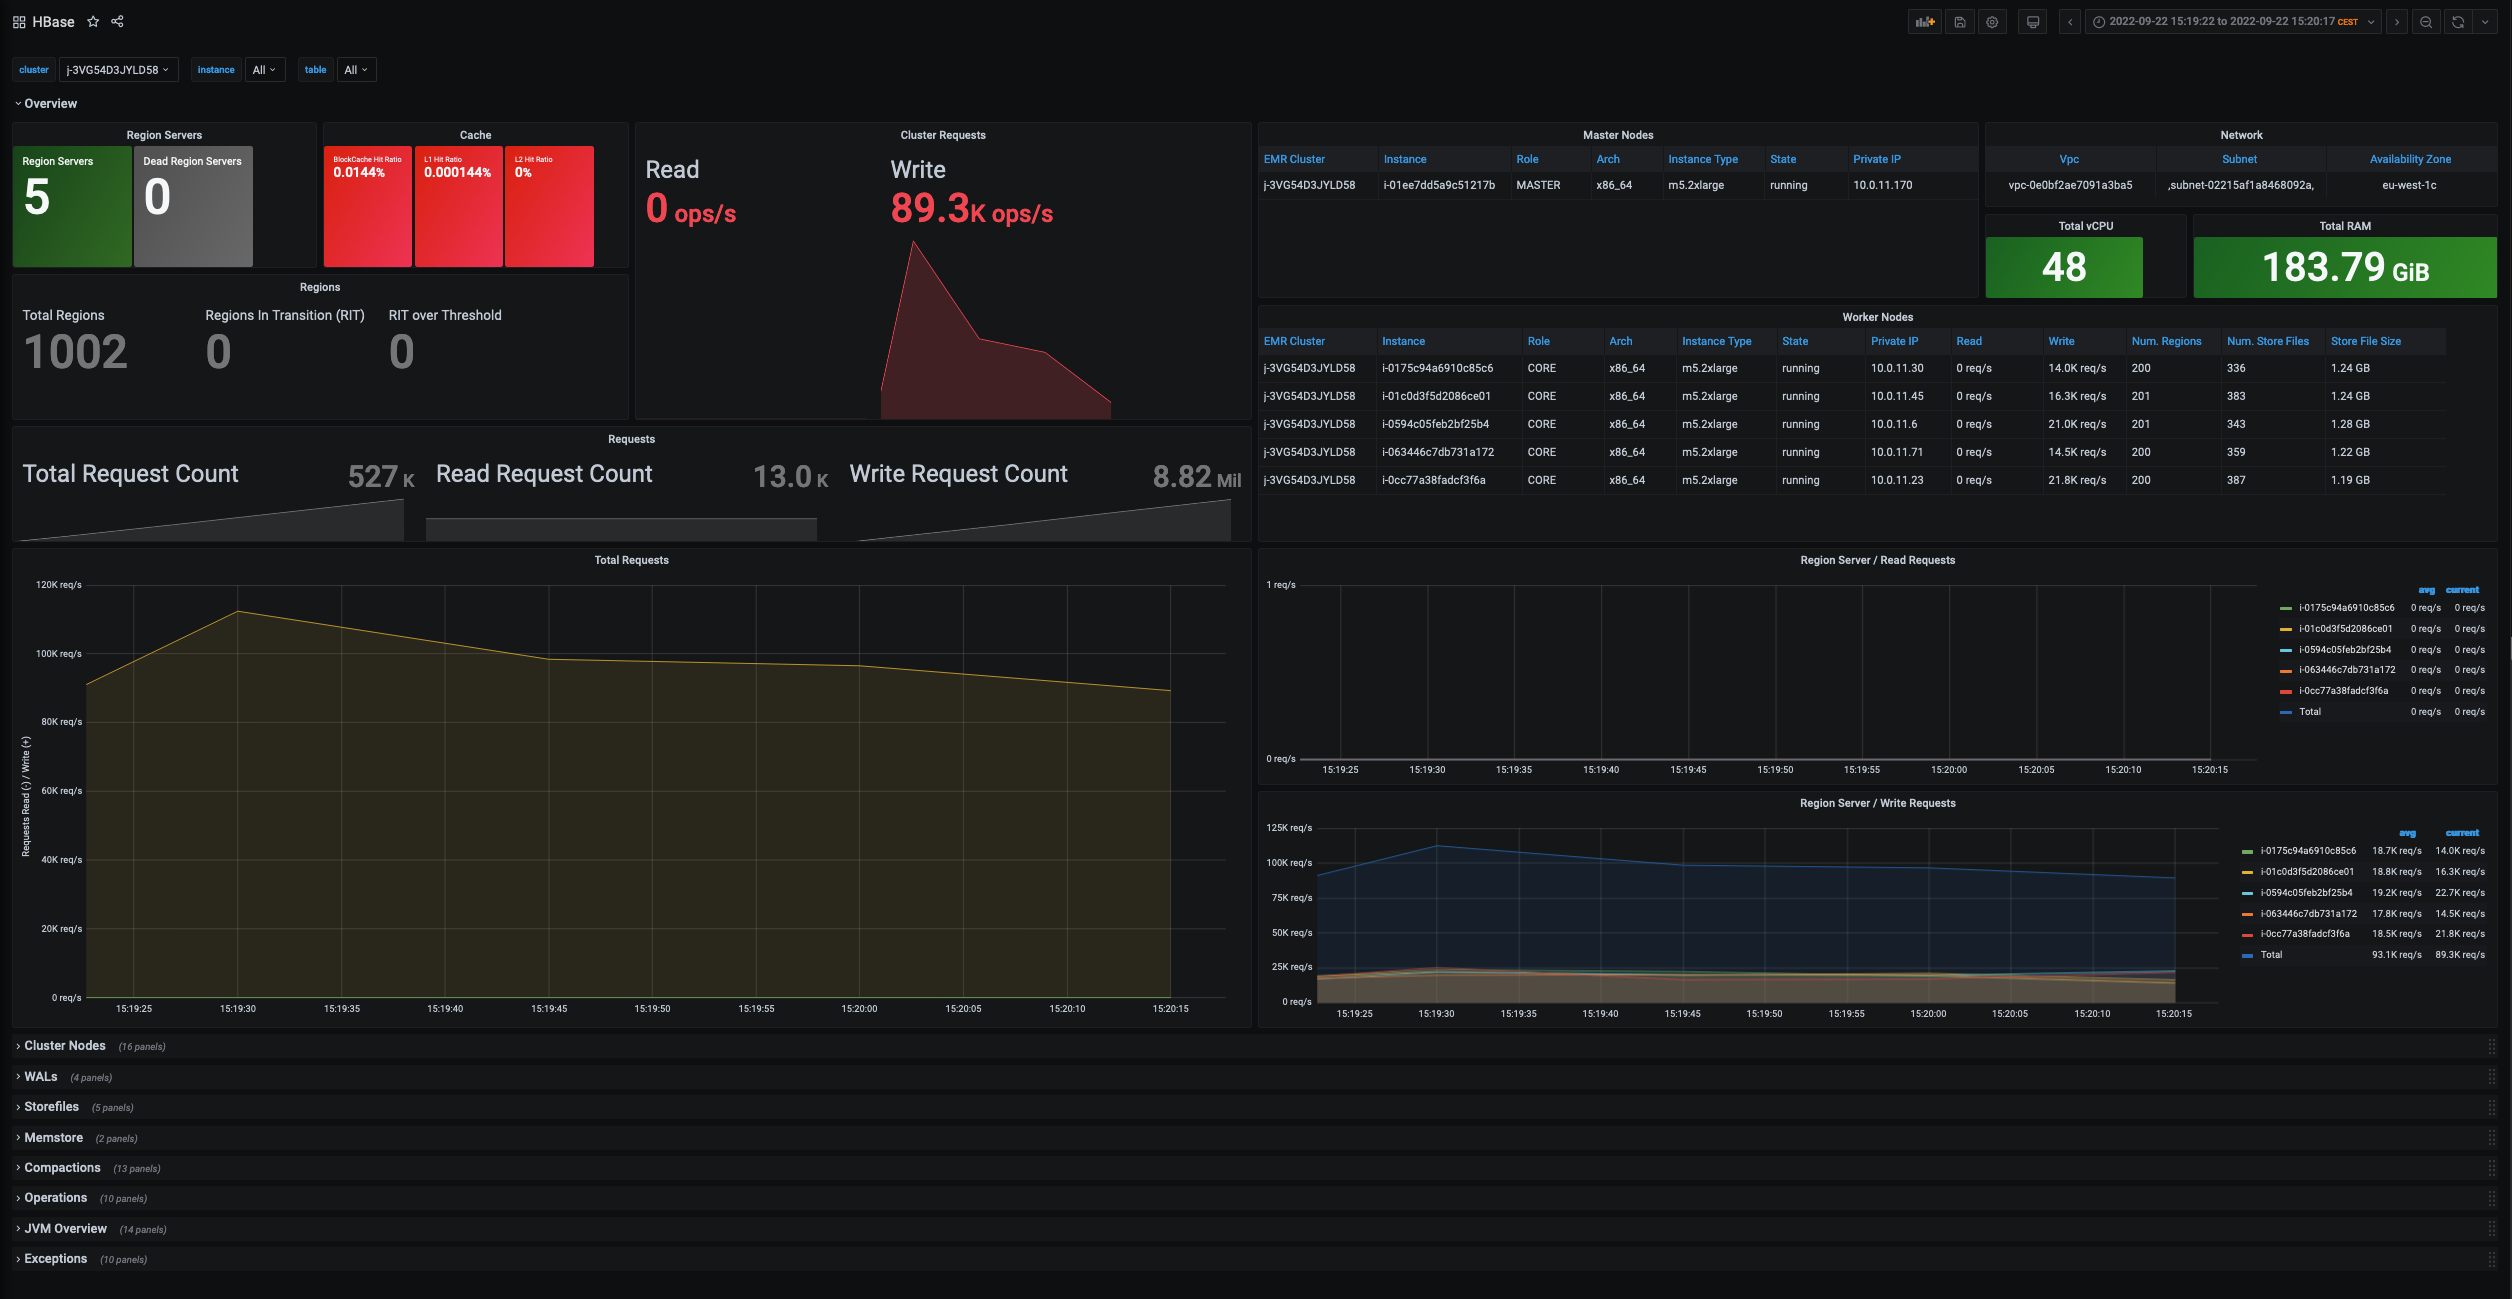 HBase
2022-09-22 15:19:22 to 2022-09-22 15:20:17 CEST
cluster j-3VG54D3JYLD58 instance All table All
Overview
Region Servers
Region Servers
5
Dead Region Servers
0
Cache
BlockCache Hit Ratio
0.0144%
L1 Hit Ratio
0.000144%
L2 Hit Ratio
0%
Regions
Total Regions
1002
Regions In Transition (RIT)
0
RIT over Threshold
0
Cluster Requests
Read
0 ops/s
Write
89.3K ops/s
Master Nodes
EMR Cluster Instance Role Arch Instance Type State Private IP
j-3VG54D3JYLD58 i-01ee7dd5a9c51217b MASTER x86_64 m5.2xlarge running 10.0.11.170
Network
Vpc Subnet Availability Zone
vpc-0e0bf2ae7091a3ba5 ,subnet-02215af1a8468092a, eu-west-1c
Total vCPU
48
Total RAM
183.79 GiB
Worker Nodes
EMR Cluster Instance Role Arch Instance Type State Private IP Read Write Num. Regions Num. Store Files Store File Size
j-3VG54D3JYLD58 i-0175c94a6910c85c6 CORE x86_64 m5.2xlarge running 10.0.11.30 0 req/s 14.0K req/s 200 336 1.24 GB
j-3VG54D3JYLD58 i-01c0d3f5d2086ce01 CORE x86_64 m5.2xlarge running 10.0.11.45 0 req/s 16.3K req/s 201 383 1.24 GB
j-3VG54D3JYLD58 i-0594c05feb2bf25b4 CORE x86_64 m5.2xlarge running 10.0.11.6 0 req/s 21.0K req/s 201 343 1.28 GB
j-3VG54D3JYLD58 i-063446c7db731a172 CORE x86_64 m5.2xlarge running 10.0.11.71 0 req/s 14.5K req/s 200 359 1.22 GB
j-3VG54D3JYLD58 i-0cc77a38fadcf3f6a CORE x86_64 m5.2xlarge running 10.0.11.23 0 req/s 21.8K req/s 200 387 1.19 GB
Requests
Total Request Count 527 K
Read Request Count 13.0 K
Write Request Count 8.82 Mil
Total Requests
Requests Read (-) / Write (+)
120K req/s
100K req/s
80K req/s
60K req/s
40K req/s
20K req/s
0 req/s
15:19:25 15:19:30 15:19:35 15:19:40 15:19:45 15:19:50 15:19:55 15:20:00 15:20:05 15:20:10 15:20:15
Region Server / Read Requests
1 req/s
0 req/s
15:19:25 15:19:30 15:19:35 15:19:40 15:19:45 15:19:50 15:19:55 15:20:00 15:20:05 15:20:10 15:20:15
avg current
i-0175c94a6910c85c6 0 req/s 0 req/s
i-01c0d3f5d2086ce01 0 req/s 0 req/s
i-0594c05feb2bf25b4 0 req/s 0 req/s
i-063446c7db731a172 0 req/s 0 req/s
i-0cc77a38fadcf3f6a 0 req/s 0 req/s
Total 0 req/s 0 req/s
Region Server / Write Requests
125K req/s
100K req/s
75K req/s
50K req/s
25K req/s
0 req/s
15:19:25 15:19:30 15:19:35 15:19:40 15:19:45 15:19:50 15:19:55 15:20:00 15:20:05 15:20:10 15:20:15
avg current
i-0175c94a6910c85c6 18.7K req/s 14.0K req/s
i-01c0d3f5d2086ce01 18.8K req/s 16.3K req/s
i-0594c05feb2bf25b4 19.2K req/s 22.7K req/s
i-063446c7db731a172 17.8K req/s 14.5K req/s
i-0cc77a38fadcf3f6a 18.5K req/s 21.8K req/s
Total 93.1K req/s 89.3K req/s
Cluster Nodes (16 panels)
WALs (4 panels)
Storefiles (5 panels)
Memstore (2 panels)
Compactions (13 panels)
Operations (10 panels)
JVM Overview (14 panels)
Exceptions (10 panels)